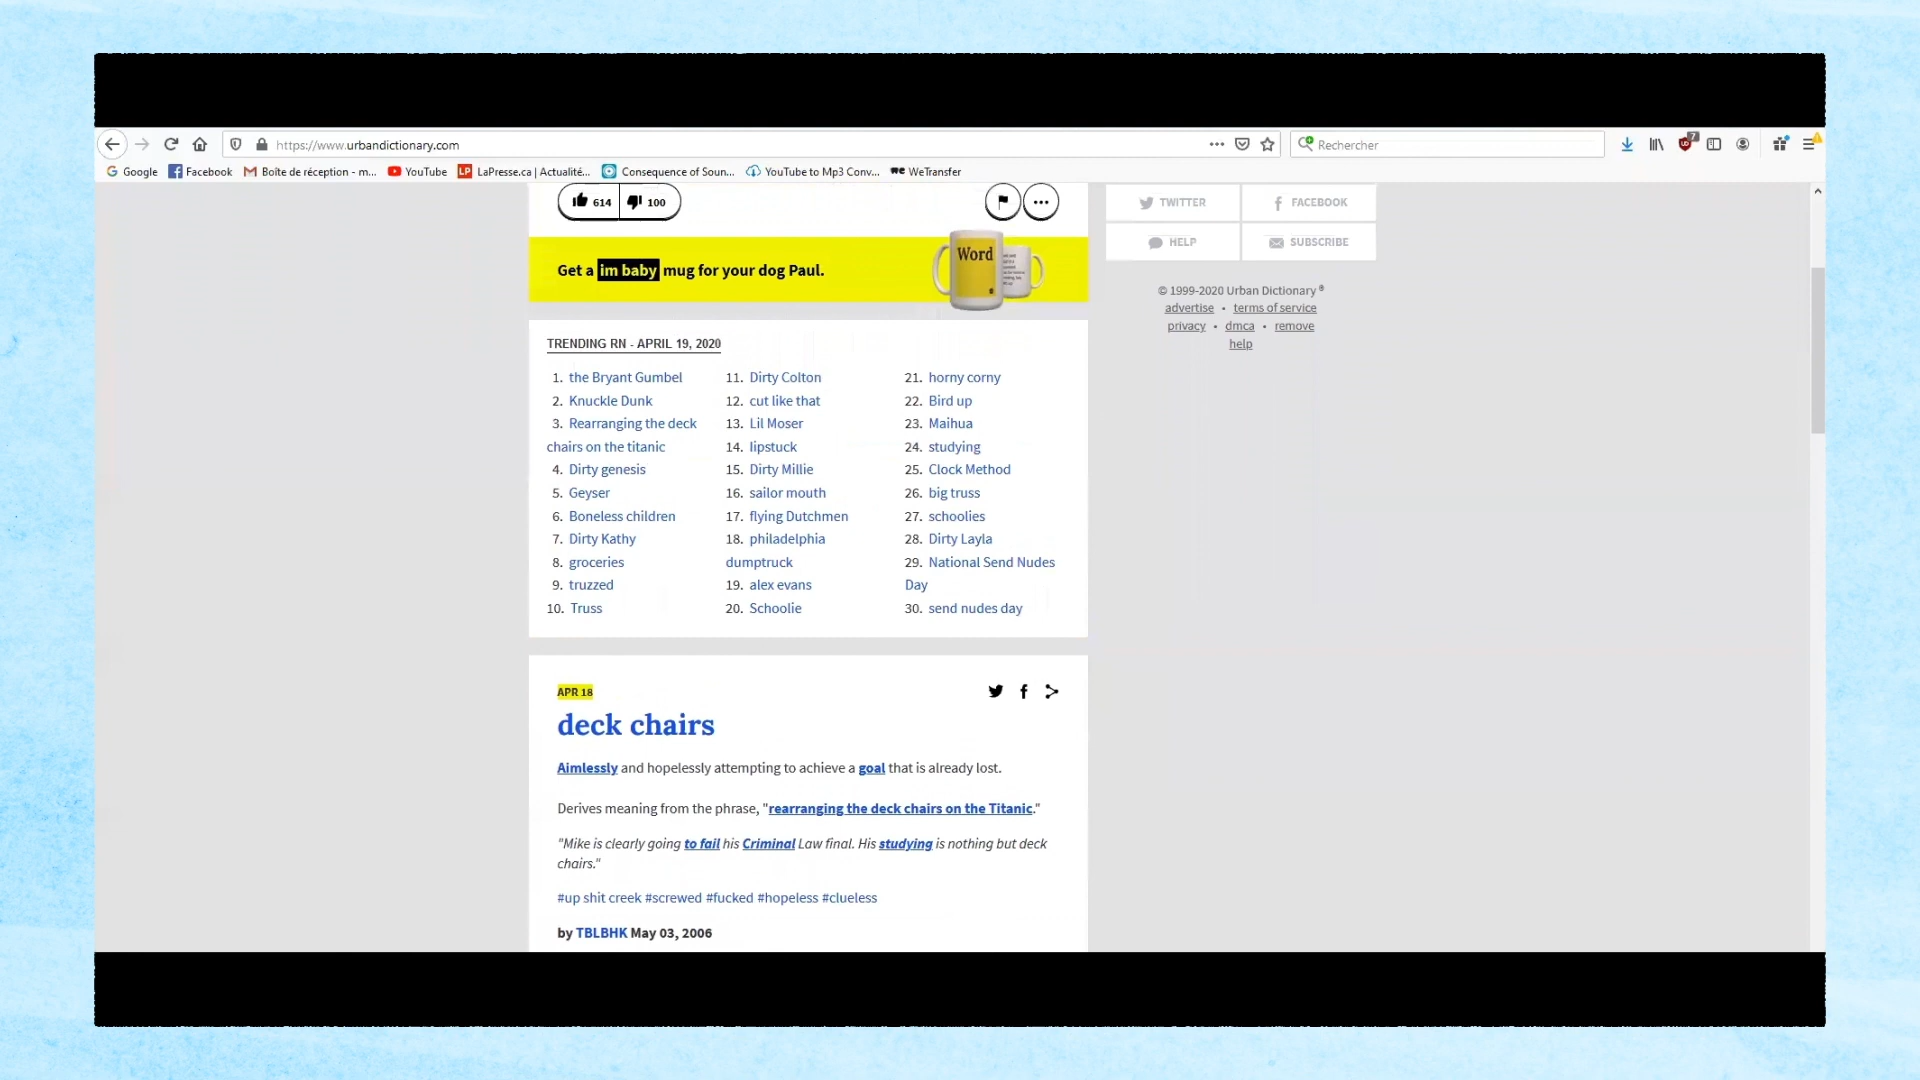 https://www.urbandictionary.com
Rechercher
7
Google
Facebook
Boîte de réception - m...
YouTube
LaPresse.ca | Actualité...
Consequence of Soun...
YouTube to Mp3 Conv...
WeTransfer
614
100
TWITTER
FACEBOOK
HELP
SUBSCRIBE
Get a im baby mug for your dog Paul.
Word
© 1999-2020 Urban Dictionary ®
advertise • terms of service
privacy • dmca • remove
help
TRENDING RN - APRIL 19, 2020
1. the Bryant Gumbel
2. Knuckle Dunk
3. Rearranging the deck
chairs on the titanic
4. Dirty genesis
5. Geyser
6. Boneless children
7. Dirty Kathy
8. groceries
9. truzzed
10. Truss
11. Dirty Colton
12. cut like that
13. Lil Moser
14. lipstuck
15. Dirty Millie
16. sailor mouth
17. flying Dutchmen
18. philadelphia
dumptruck
19. alex evans
20. Schoolie
21. horny corny
22. Bird up
23. Maihua
24. studying
25. Clock Method
26. big truss
27. schoolies
28. Dirty Layla
29. National Send Nudes
Day
30. send nudes day
APR 18
deck chairs
Aimlessly and hopelessly attempting to achieve a goal that is already lost.
Derives meaning from the phrase, "rearranging the deck chairs on the Titanic."
"Mike is clearly going to fail his Criminal Law final. His studying is nothing but deck
chairs."
#up shit creek #screwed #fucked #hopeless #clueless
by TBLBHK May 03, 2006